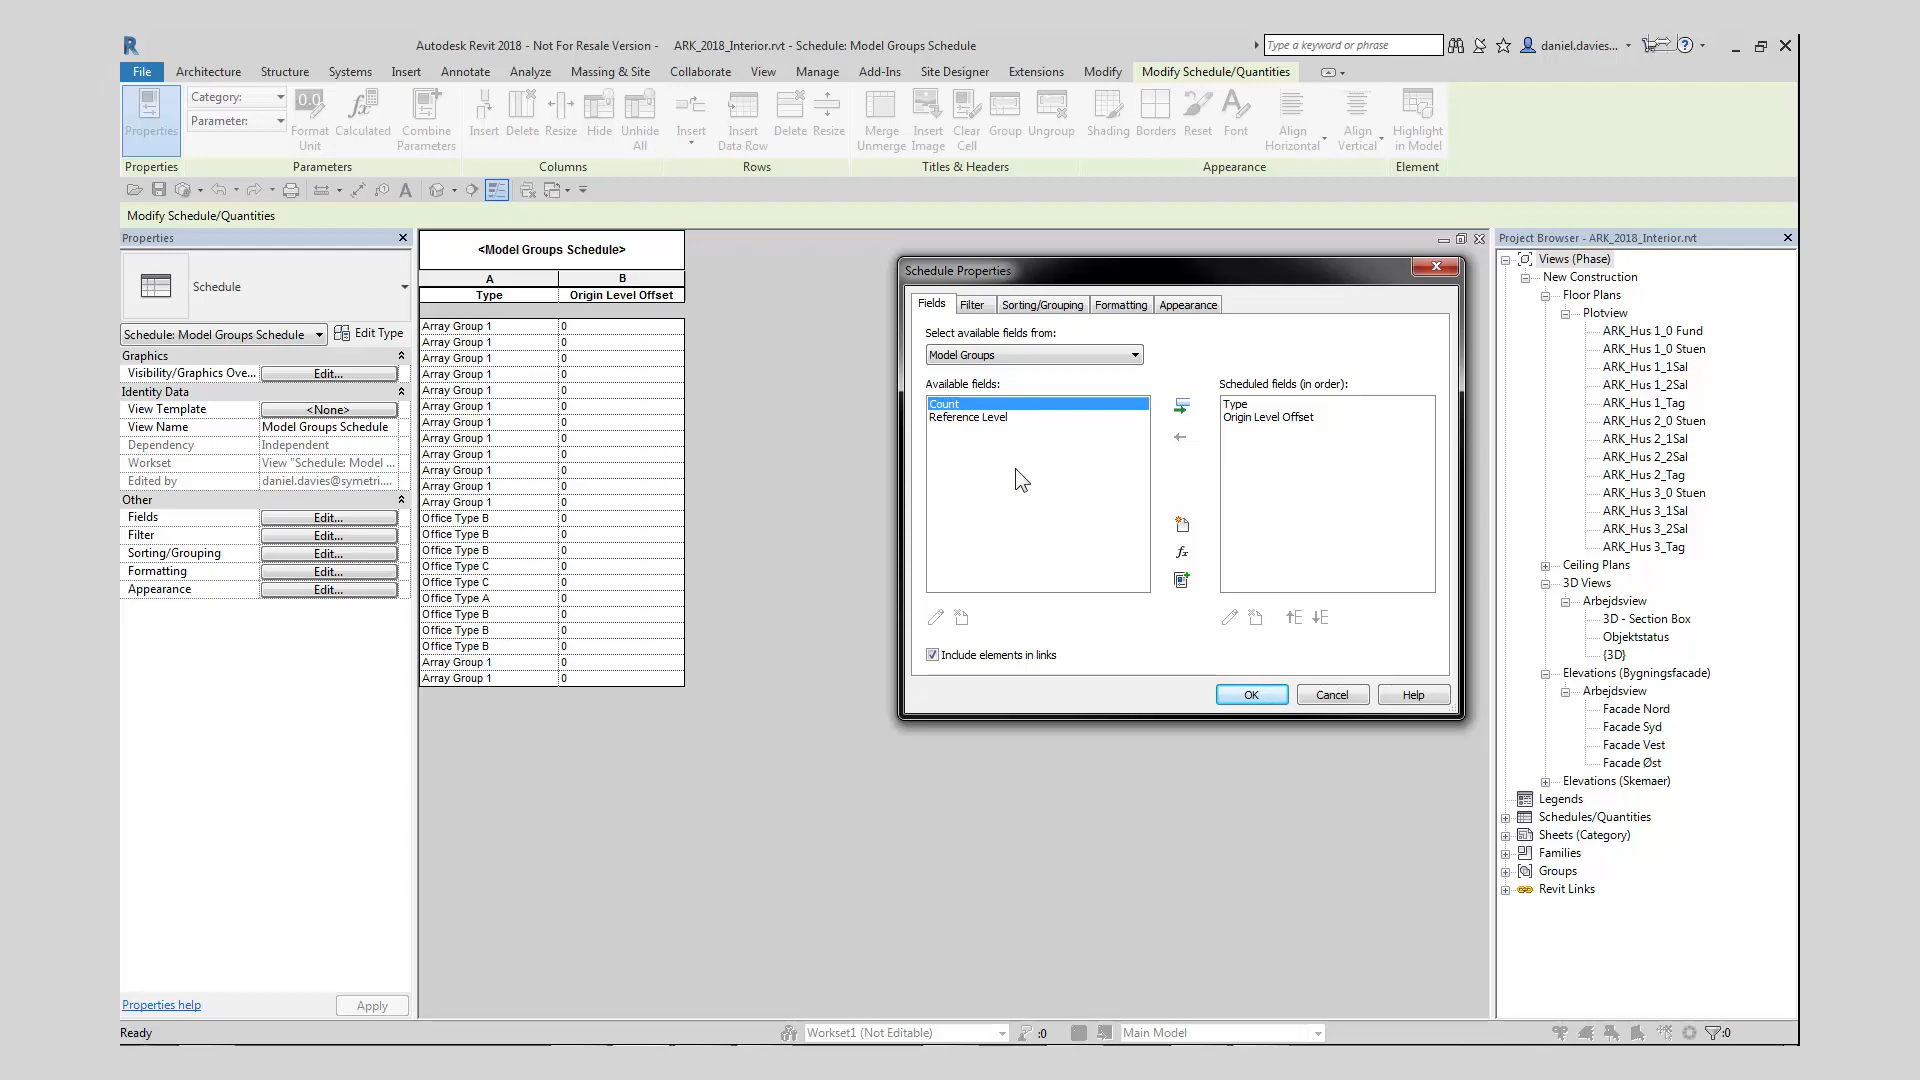 Autodesk Revit 2018 - Not For Resale Version - ARK_2018_Interior.rvt - Schedule: Model Groups Schedule
Type a keyword or phrase
daniel.davies...
File Architecture Structure Systems Insert Annotate Analyze Massing & Site Collaborate View Manage Add-Ins Site Designer Extensions Modify Modify Schedule/Quantities
Properties
Category:
Parameter:
0.0
Format Unit
Calculated
Combine Parameters
Insert Delete Resize Hide Unhide All
Insert
Insert Data Row
Delete Resize
Merge Unmerge
Insert Image
Clear Cell
Group Ungroup
Shading Borders Reset Font
Align Horizontal
Align Vertical
Highlight in Model
Properties Parameters Columns Rows Titles & Headers Appearance Element
Modify Schedule/Quantities
Properties
Schedule
Schedule: Model Groups Schedule
Edit Type
Graphics
Visibility/Graphics Ove... Edit...
Identity Data
View Template <None>
View Name Model Groups Schedule
Dependency Independent
Workset View "Schedule: Model ...
Edited by daniel.davies@symetri....
Other
Fields Edit...
Filter Edit...
Sorting/Grouping Edit...
Formatting Edit...
Appearance Edit...
Properties help
Apply
<Model Groups Schedule>
A B
Type Origin Level Offset
Array Group 1 0
Array Group 1 0
Array Group 1 0
Array Group 1 0
Array Group 1 0
Array Group 1 0
Array Group 1 0
Array Group 1 0
Array Group 1 0
Array Group 1 0
Array Group 1 0
Array Group 1 0
Office Type B 0
Office Type B 0
Office Type B 0
Office Type C 0
Office Type C 0
Office Type A 0
Office Type B 0
Office Type B 0
Office Type B 0
Array Group 1 0
Array Group 1 0
Schedule Properties
Fields Filter Sorting/Grouping Formatting Appearance
Select available fields from:
Model Groups
Available fields:
Count
Reference Level
Scheduled fields (in order):
Type
Origin Level Offset
fx
Include elements in links
OK Cancel Help
Project Browser - ARK_2018_Interior.rvt
Views (Phase)
New Construction
Floor Plans
Plotview
ARK_Hus 1_0 Fund
ARK_Hus 1_0 Stuen
ARK_Hus 1_1Sal
ARK_Hus 1_2Sal
ARK_Hus 1_Tag
ARK_Hus 2_0 Stuen
ARK_Hus 2_1Sal
ARK_Hus 2_2Sal
ARK_Hus 2_Tag
ARK_Hus 3_0 Stuen
ARK_Hus 3_1Sal
ARK_Hus 3_2Sal
ARK_Hus 3_Tag
Ceiling Plans
3D Views
Arbejdsview
3D - Section Box
Objektstatus
{3D}
Elevations (Bygningsfacade)
Arbejdsview
Facade Nord
Facade Syd
Facade Vest
Facade Øst
Elevations (Skemaer)
Legends
Schedules/Quantities
Sheets (Category)
Families
Groups
Revit Links
Ready
Workset1 (Not Editable)
:0
Main Model
:0